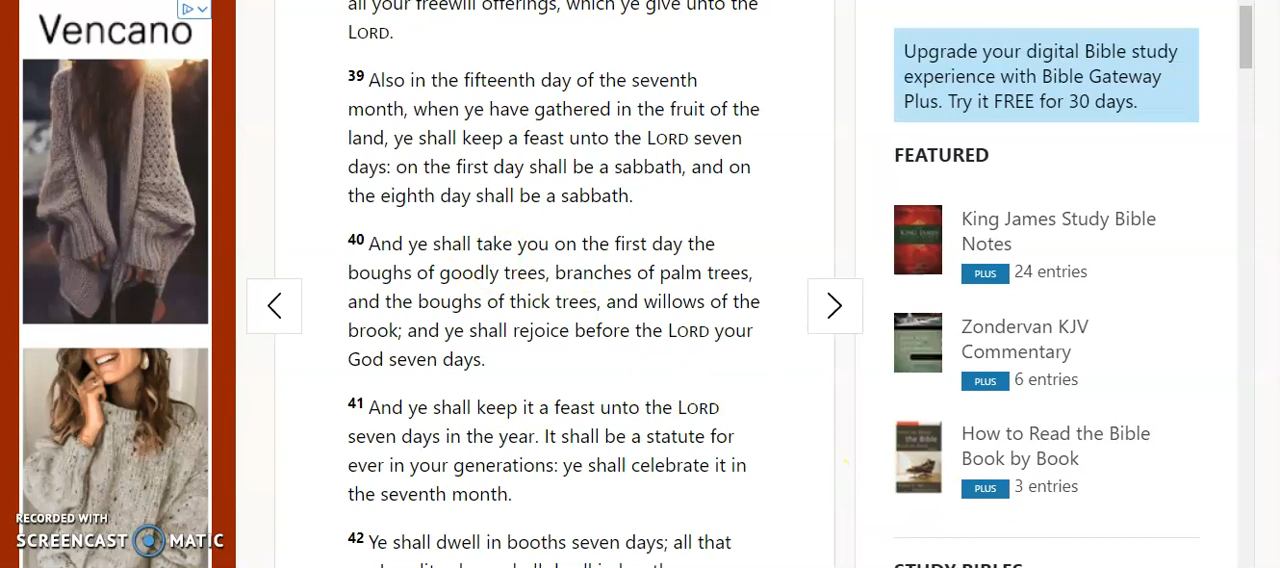 Vencano
all your freewill offerings, which ye give unto the
LORD.
39 Also in the fifteenth day of the seventh
month, when ye have gathered in the fruit of the
land, ye shall keep a feast unto the LORD seven
days: on the first day shall be a sabbath, and on
the eighth day shall be a sabbath.
40 And ye shall take you on the first day the
boughs of goodly trees, branches of palm trees,
and the boughs of thick trees, and willows of the
brook; and ye shall rejoice before the LORD your
God seven days.
41 And ye shall keep it a feast unto the LORD
seven days in the year. It shall be a statute for
ever in your generations: ye shall celebrate it in
the seventh month.
42 Ye shall dwell in booths seven days; all that
Upgrade your digital Bible study
experience with Bible Gateway
Plus. Try it FREE for 30 days.
FEATURED
King James Study Bible
Notes
PLUS 24 entries
Zondervan KJV
Commentary
PLUS 6 entries
How to Read the Bible
Book by Book
PLUS 3 entries
STUDY BIBLES
RECORDED WITH
SCREENCAST MATIC